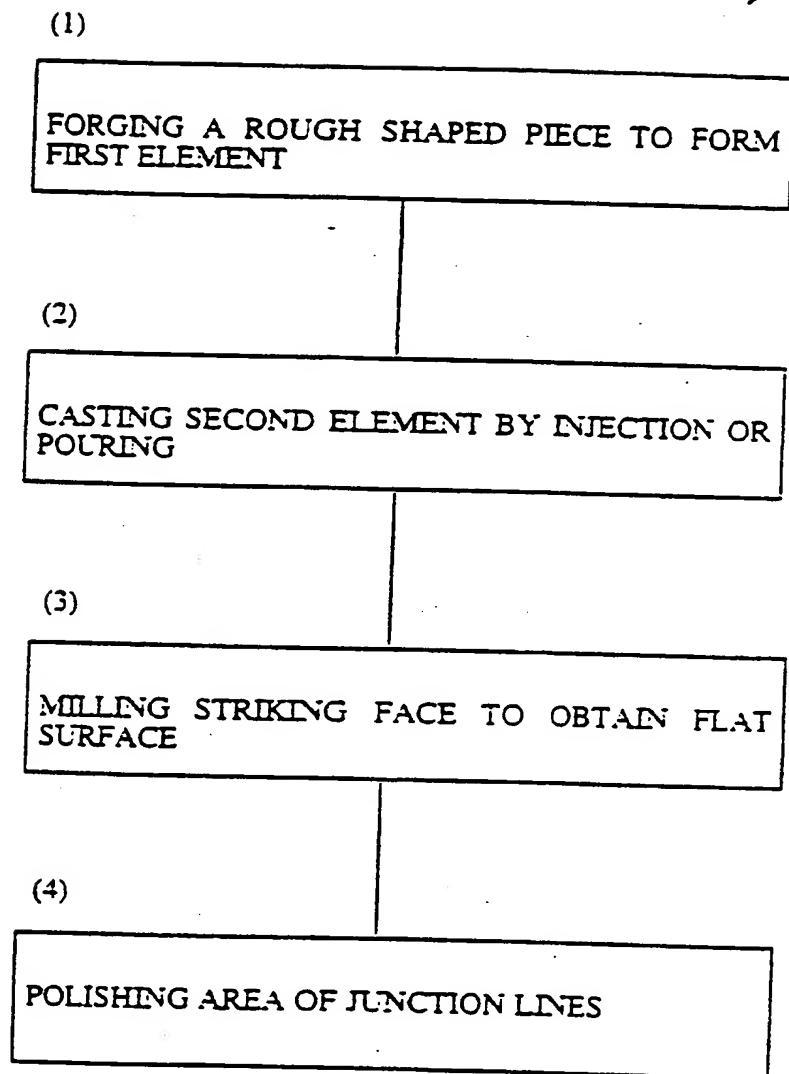 (1)
FORGING A ROUGH SHAPED PIECE TO FORM
FIRST ELEMENT
(2)
CASTING SECOND ELEMENT BY INJECTION OR
POURING
(3)
MILLING STRIKING FACE TO OBTAIN FLAT
SURFACE
(4)
POLISHING AREA OF JUNCTION LINES